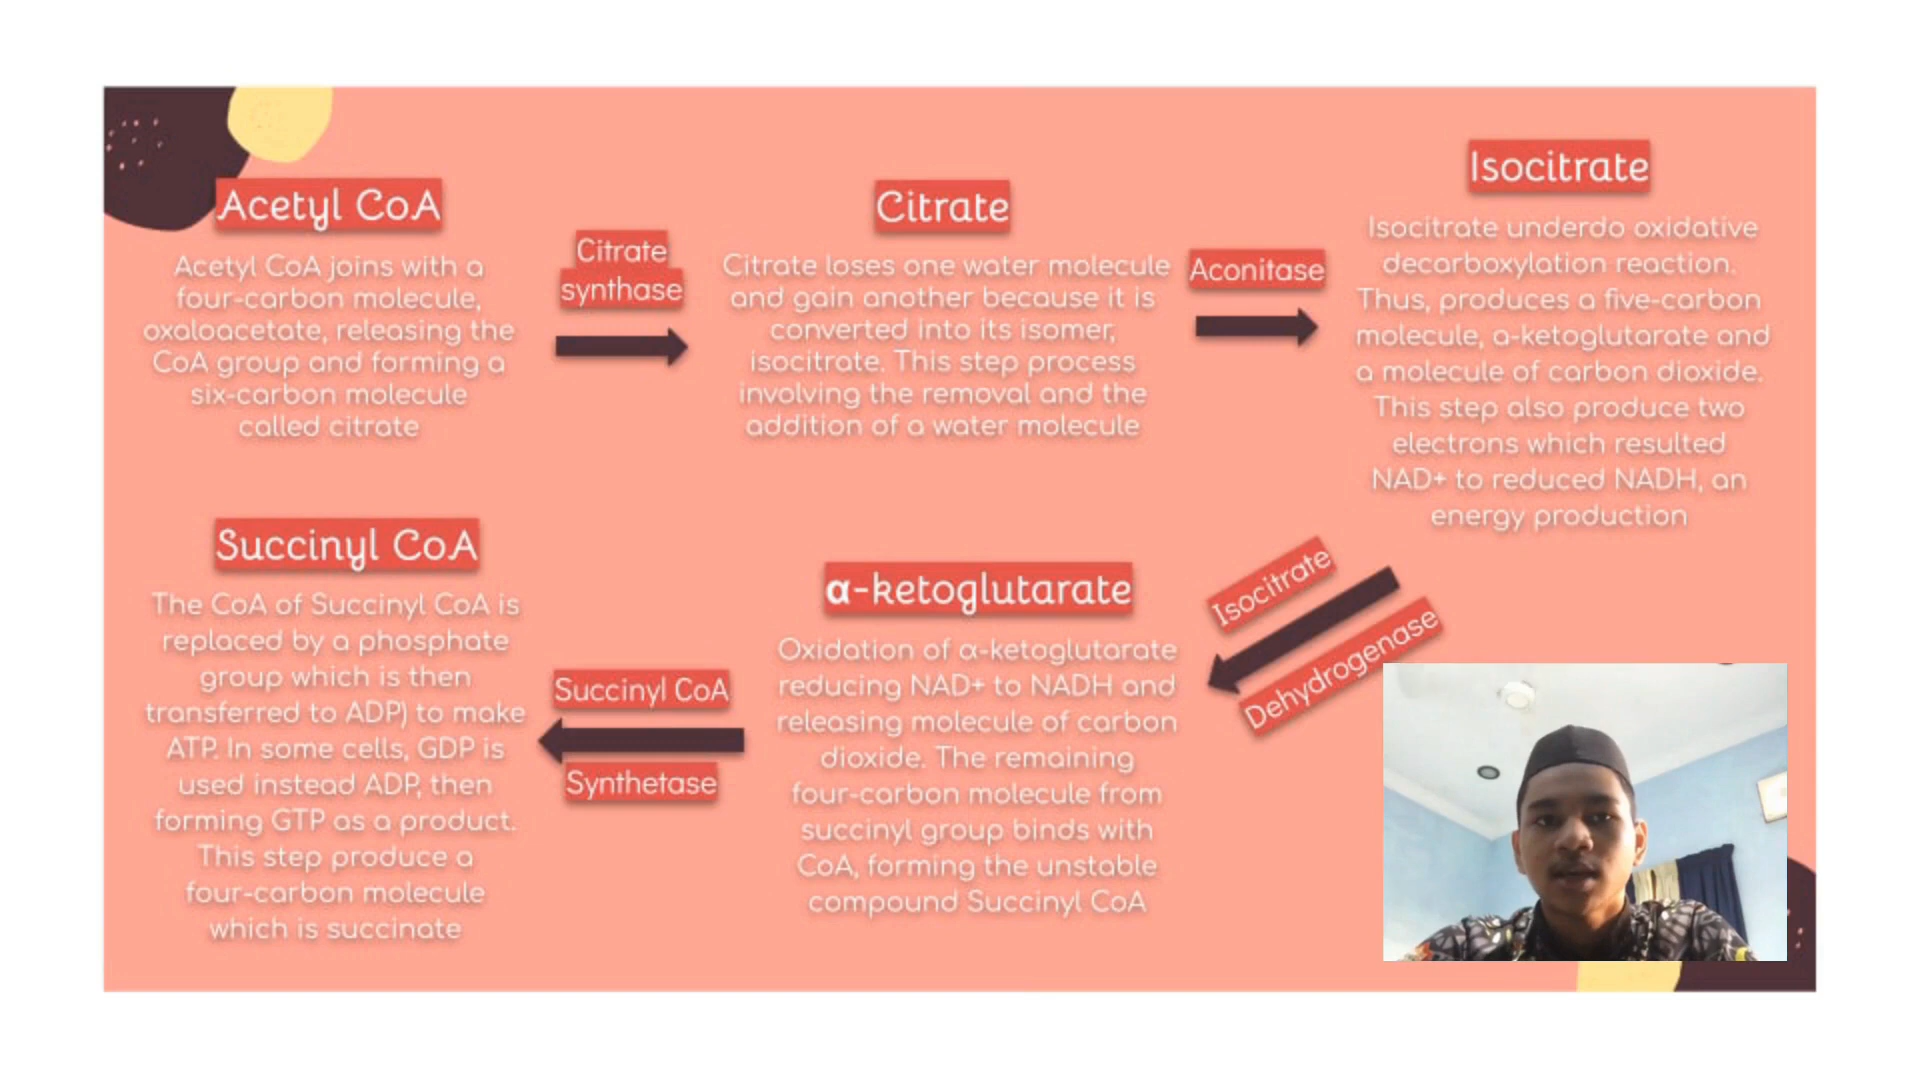 Acetyl CoA
Acetyl CoA joins with a
four-carbon molecule,
oxaloacetate, releasing the
CoA group and forming a
six-carbon molecule
called citrate
Citrate
synthase
Citrate
Citrate loses one water molecule
and gain another because it is
converted into its isomer,
isocitrate. This step process
involving the removal and the
addition of a water molecule
Aconitase
Isocitrate
Isocitrate underdo oxidative
decarboxylation reaction.
Thus, produces a five-carbon
molecule, α-ketoglutarate and
a molecule of carbon dioxide.
This step also produce two
electrons which resulted
NAD+ to reduced NADH, an
energy production
Isocitrate
Dehydrogenase
α-ketoglutarate
Oxidation of α-ketoglutarate
reducing NAD+ to NADH and
releasing molecule of carbon
dioxide. The remaining
four-carbon molecule from
succinyl group binds with
CoA, forming the unstable
compound Succinyl CoA
Succinyl CoA
Synthetase
Succinyl CoA
The CoA of Succinyl CoA is
replaced by a phosphate
group which is then
transferred to ADP) to make
ATP. In some cells, GDP is
used instead ADP, then
forming GTP as a product.
This step produce a
four-carbon molecule
which is succinate